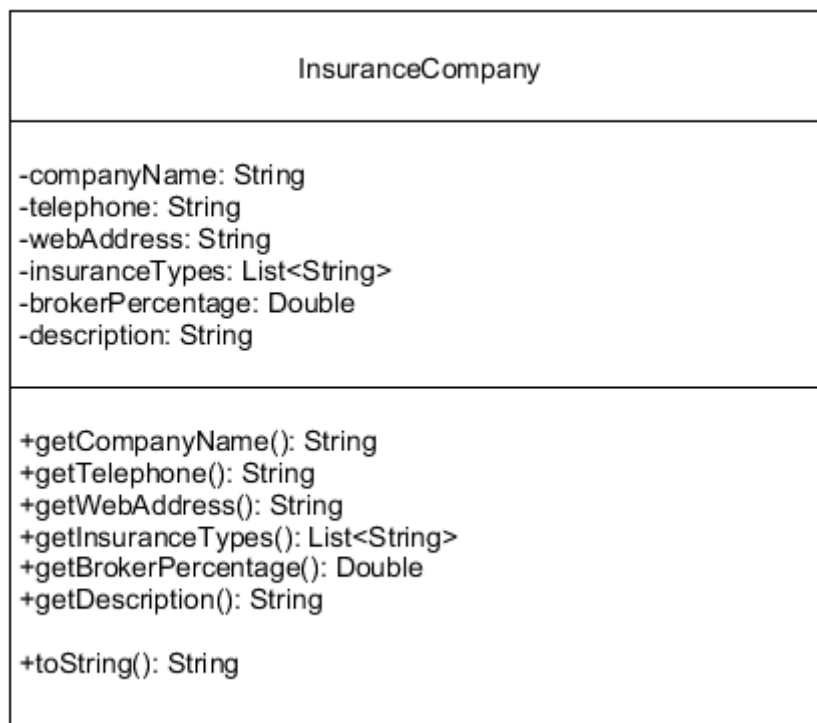 InsuranceCompany
-companyName: String
-telephone: String
-webAddress: String
-insuranceTypes: List<String>
-brokerPercentage: Double
-description: String
+getCompanyName(): String
+getTelephone(): String
+getWebAddress(): String
+getInsuranceTypes(): List<String>
+getBrokerPercentage(): Double
+getDescription(): String
+toString(): String